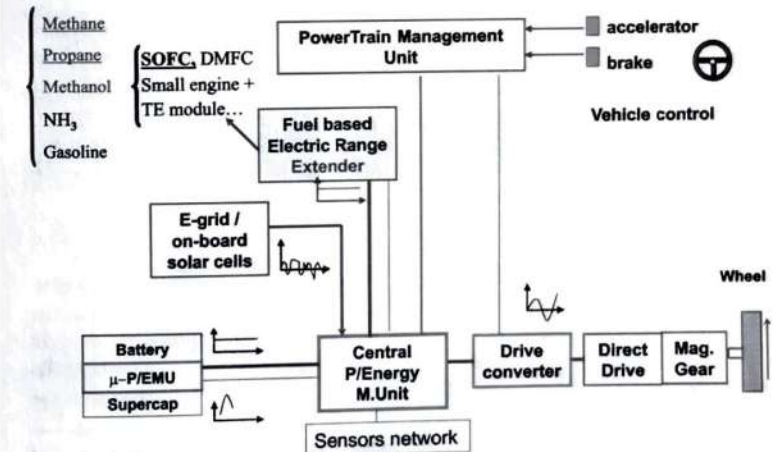 Methane
Propane
Methanol
NH₃
Gasoline
SOFC, DMFC
Small engine +
TE module…
PowerTrain Management
Unit
accelerator
brake
Vehicle control
Fuel based
Electric Range
Extender
E-grid /
on-board
solar cells
Wheel
Battery
μ–P/EMU
Supercap
Central
P/Energy
M.Unit
Drive
converter
Direct
Drive
Mag.
Gear
Sensors network